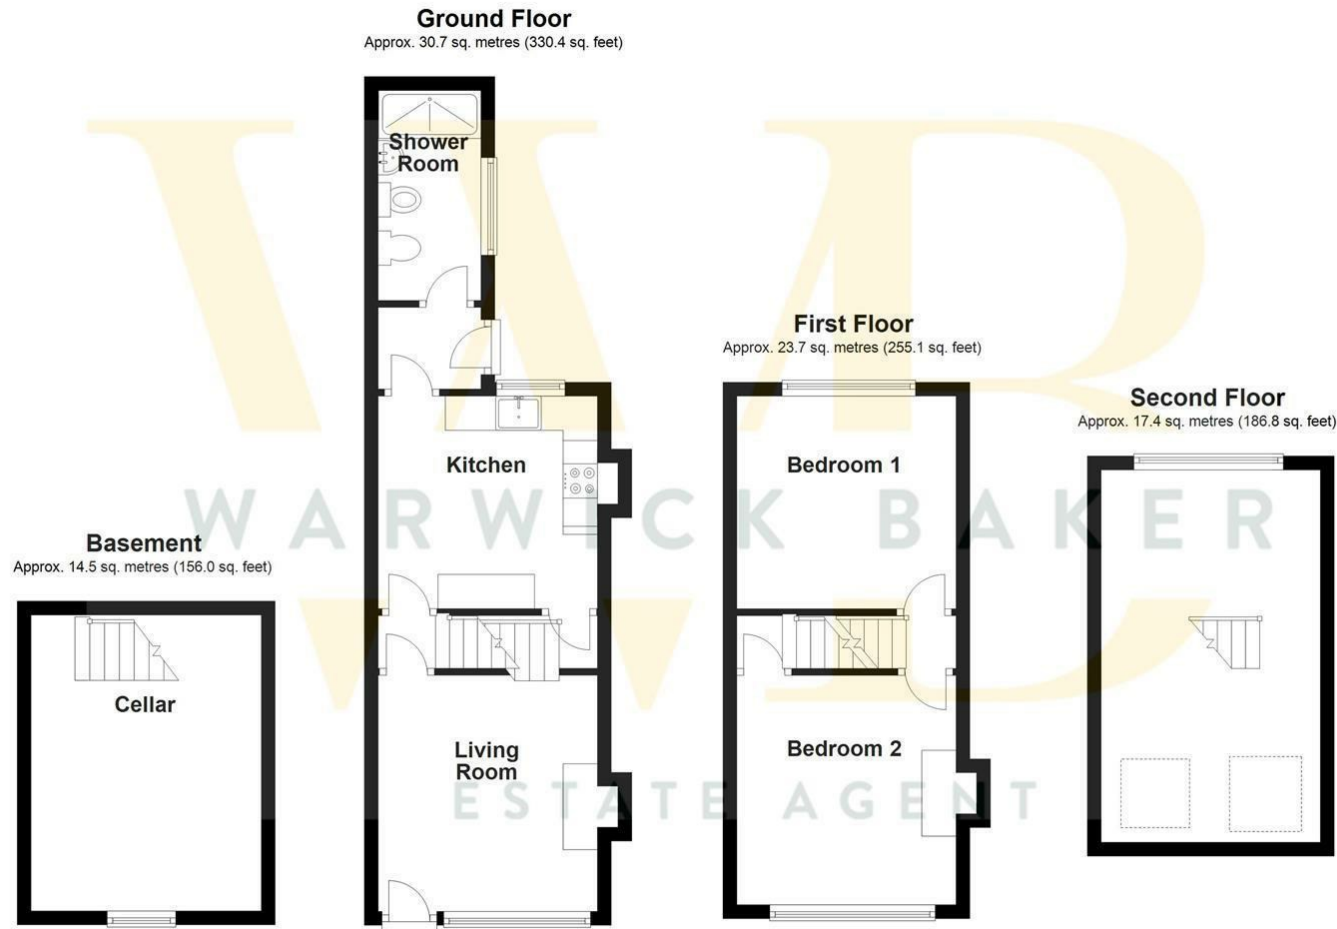 Ground Floor
Approx. 30.7 sq. metres (330.4 sq. feet)
Shower
Room
Kitchen
Living
Room
First Floor
Approx. 23.7 sq. metres (255.1 sq. feet)
Bedroom 1
Bedroom 2
Second Floor
Approx. 17.4 sq. metres (186.8 sq. feet)
Basement
Approx. 14.5 sq. metres (156.0 sq. feet)
Cellar
WB
WARWICK BAKER
ESTATE AGENT